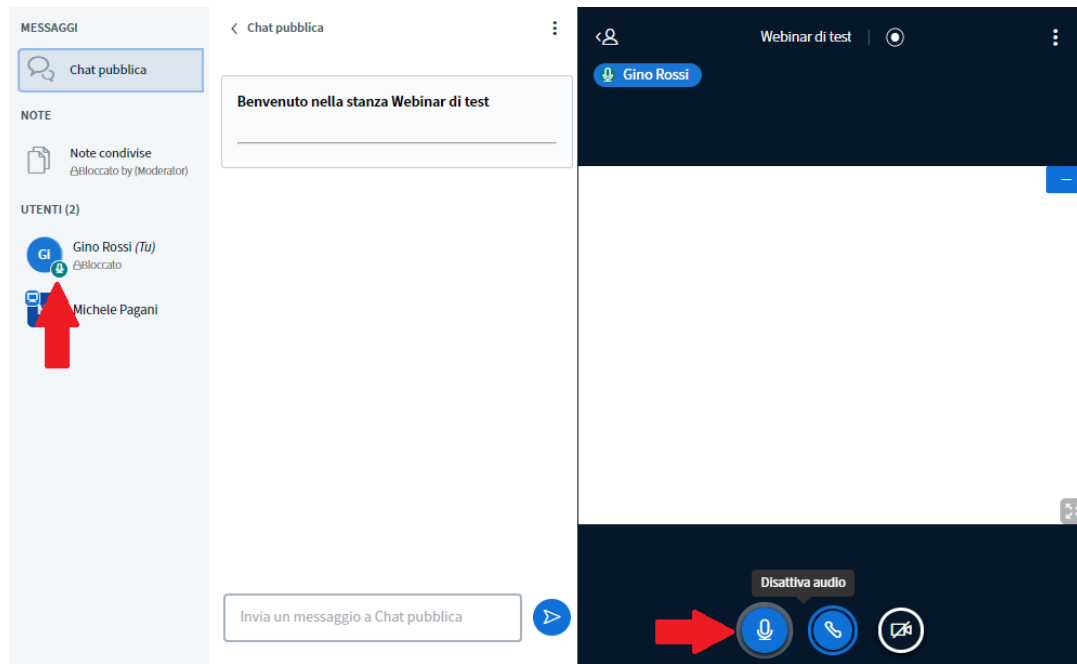 MESSAGGI
Chat pubblica
NOTE
Note condivise
Bloccato by (Moderator)
UTENTI (2)
GI
Gino Rossi (Tu)
Bloccato
Michele Pagani
Chat pubblica
Benvenuto nella stanza Webinar di test
Invia un messaggio a Chat pubblica
Webinar di test
Gino Rossi
Disattiva audio